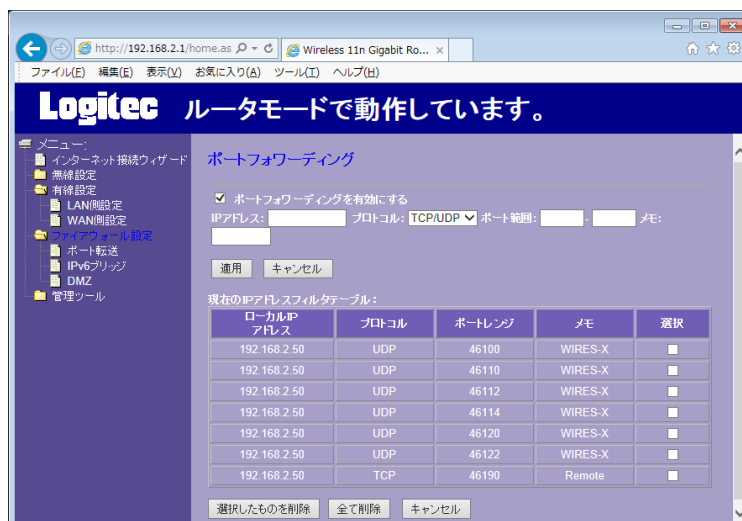 http://192.168.2.1/home.as
Wireless 11n Gigabit Ro...
ファイル(F) 編集(E) 表示(V) お気に入り(A) ツール(T) ヘルプ(H)
Logitec ルータモードで動作しています。
メニュー:
インターネット接続ウィザード
無線設定
有線設定
LAN側設定
WAN側設定
ファイアウォール設定
ポート転送
IPv6ブリッジ
DMZ
管理ツール
ポートフォワーディング
ポートフォワーディングを有効にする
IPアドレス: プロトコル: TCP/UDP ポート範囲: - メモ:
適用 キャンセル
現在のIPアドレスフィルタテーブル:
ローカルIPアドレス プロトコル ポートレンジ メモ 選択
192.168.2.50 UDP 46100 WIRES-X
192.168.2.50 UDP 46110 WIRES-X
192.168.2.50 UDP 46112 WIRES-X
192.168.2.50 UDP 46114 WIRES-X
192.168.2.50 UDP 46120 WIRES-X
192.168.2.50 UDP 46122 WIRES-X
192.168.2.50 TCP 46190 Remote
選択したものを削除 全て削除 キャンセル